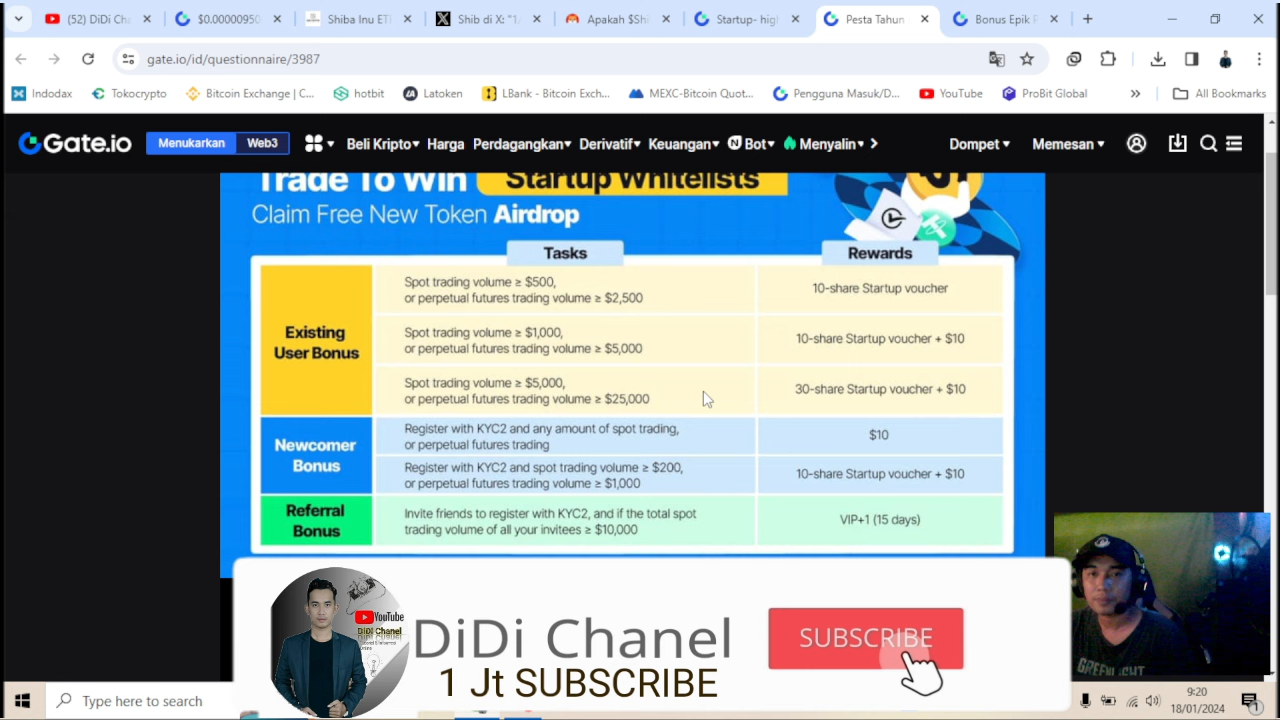 (52) DiDi Ch
$0.00000950
Shiba Inu ET
Shib di X: "1
Apakah $Shi
Startup- hig
Pesta Tahun
Bonus Epik P
gate.io/id/questionnaire/3987
Indodax
Tokocrypto
Bitcoin Exchange | C...
hotbit
Latoken
LBank - Bitcoin Exch...
MEXC-Bitcoin Quot...
Pengguna Masuk/D...
YouTube
ProBit Global
»
All Bookmarks
Gate.io
Menukarkan
Web3
Beli Kripto
Harga
Perdagangkan
Derivatif
Keuangan
Bot
Menyalin
Dompet
Memesan
Trade To Win Startup Whitelists
Claim Free New Token Airdrop
Tasks
Rewards
Existing
User Bonus
Spot trading volume ≥ $500,
or perpetual futures trading volume ≥ $2,500
10-share Startup voucher
Spot trading volume ≥ $1,000,
or perpetual futures trading volume ≥ $5,000
10-share Startup voucher + $10
Spot trading volume ≥ $5,000,
or perpetual futures trading volume ≥ $25,000
30-share Startup voucher + $10
Newcomer
Bonus
Register with KYC2 and any amount of spot trading,
or perpetual futures trading
$10
Register with KYC2 and spot trading volume ≥ $200,
or perpetual futures trading volume ≥ $1,000
10-share Startup voucher + $10
Referral
Bonus
Invite friends to register with KYC2, and if the total spot
trading volume of all your invitees ≥ $10,000
VIP+1 (15 days)
YouTube
DiDi Chanel
DiDi Chanel
1 Jt SUBSCRIBE
SUBSCRIBE
GREENLIGHT
Type here to search
9:20
18/01/2024
1